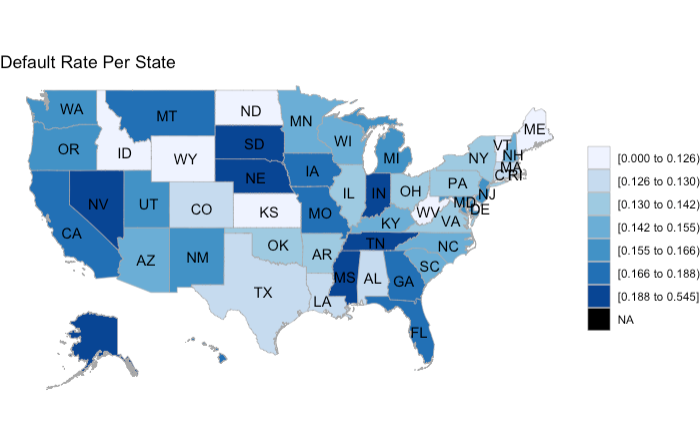 Default Rate Per State
WA
MT
ND
MN
ME
OR
ID
SD
WI
VT
NH
WY
MI
NY
MA
CT RI
NE
IA
PA
NJ
NV
UT
CO
IL
IN
OH
MD
DE
KS
MO
WV
VA
CA
KY
NC
AZ
NM
OK
AR
TN
SC
TX
MS
AL
GA
LA
FL
[0.000 to 0.126)
[0.126 to 0.130)
[0.130 to 0.142)
[0.142 to 0.155)
[0.155 to 0.166)
[0.166 to 0.188)
[0.188 to 0.545]
NA